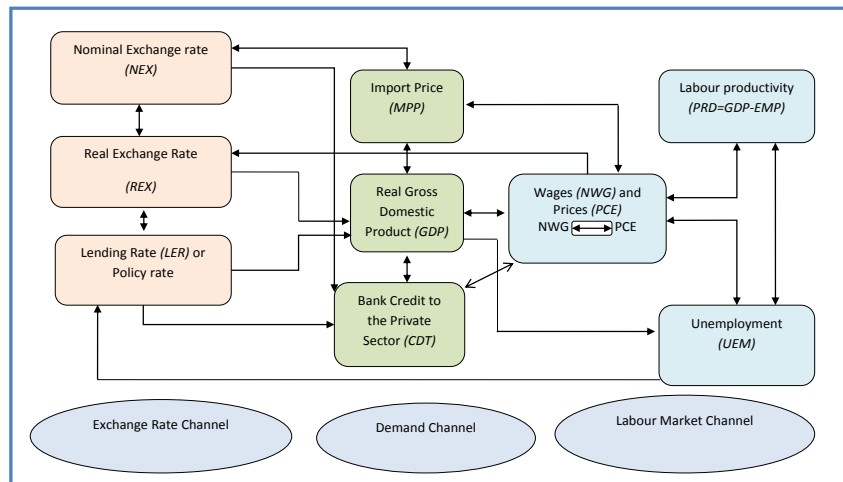 Nominal Exchange rate
(NEX)
Import Price
(MPP)
Labour productivity
(PRD=GDP-EMP)
Real Exchange Rate
(REX)
Real Gross
Domestic
Product (GDP)
Wages (NWG) and
Prices (PCE)
NWG PCE
Lending Rate (LER) or
Policy rate
Bank Credit to
the Private
Sector (CDT)
Unemployment
(UEM)
Exchange Rate Channel
Demand Channel
Labour Market Channel